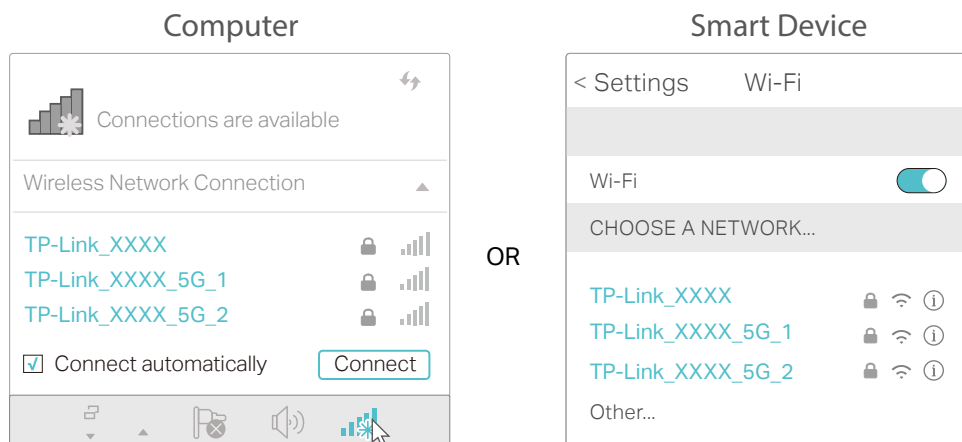 Computer
Connections are available
Wireless Network Connection
TP-Link_XXXX
TP-Link_XXXX_5G_1
TP-Link_XXXX_5G_2
Connect automatically Connect
OR
Smart Device
< Settings Wi-Fi
Wi-Fi
CHOOSE A NETWORK...
TP-Link_XXXX
TP-Link_XXXX_5G_1
TP-Link_XXXX_5G_2
Other...